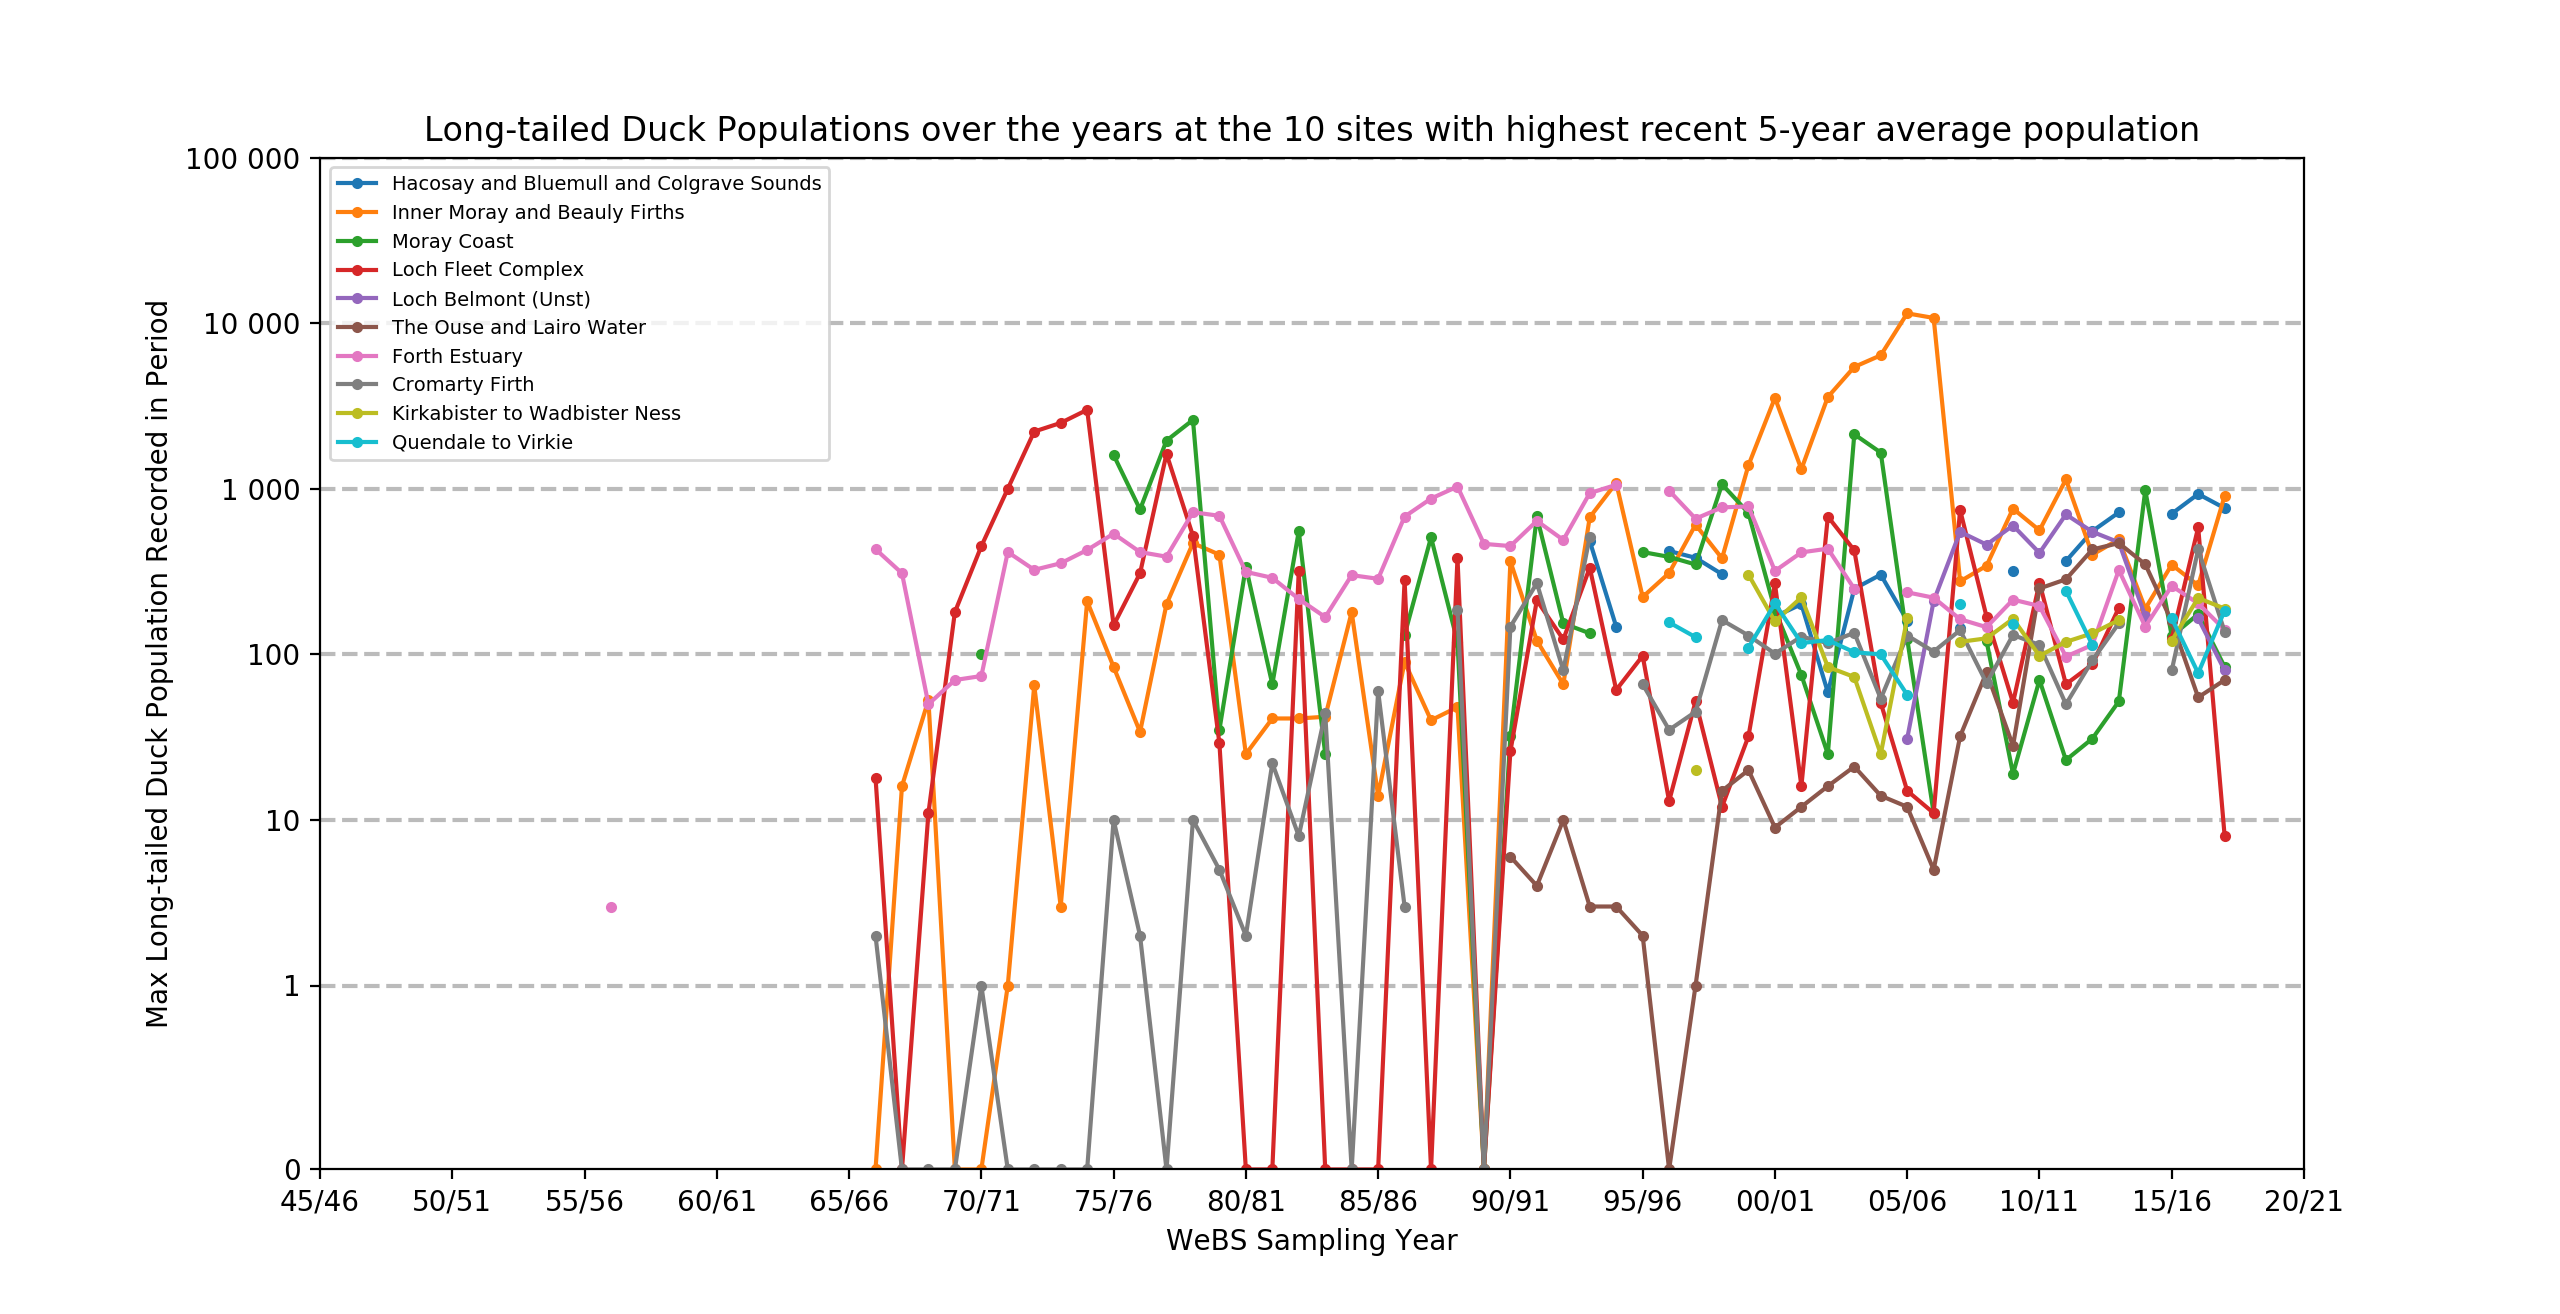 Long-tailed Duck Populations over the years at the 10 sites with highest recent 5-year average population
Max Long-tailed Duck Population Recorded in Period
100 000
10 000
1 000
100
10
1
0
Hacosay and Bluemull and Colgrave Sounds
Inner Moray and Beauly Firths
Moray Coast
Loch Fleet Complex
Loch Belmont (Unst)
The Ouse and Lairo Water
Forth Estuary
Cromarty Firth
Kirkabister to Wadbister Ness
Quendale to Virkie
45/46 50/51 55/56 60/61 65/66 70/71 75/76 80/81 85/86 90/91 95/96 00/01 05/06 10/11 15/16 20/21
WeBS Sampling Year